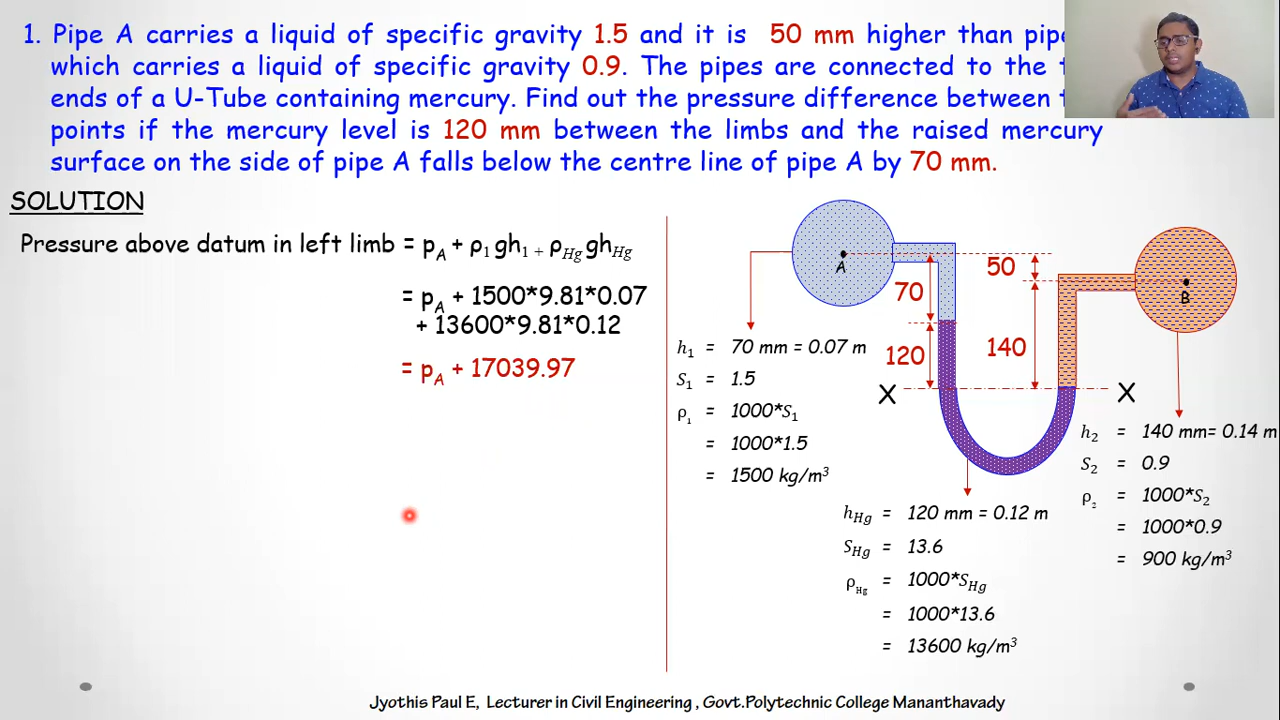 1. Pipe A carries a liquid of specific gravity 1.5 and it is 50 mm higher than
which carries a liquid of specific gravity 0.9. The pipes are connected to the
ends of a U-Tube containing mercury. Find out the pressure difference between
points if the mercury level is 120 mm between the limbs and the raised mercury
surface on the side of pipe A falls below the centre line of pipe A by 70 mm.
SOLUTION
Pressure above datum in left limb = pA + ρ1 gh1 + ρHg ghHg
= pA + 1500*9.81*0.07
+ 13600*9.81*0.12
= pA + 17039.97
A
B
50
70
120
140
X
X
h1 = 70 mm = 0.07 m
S1 = 1.5
ρ1 = 1000*S1
= 1000*1.5
= 1500 kg/m³
hHg = 120 mm = 0.12 m
SHg = 13.6
ρHg = 1000*SHg
= 1000*13.6
= 13600 kg/m³
h2 = 140 mm= 0.14 m
S2 = 0.9
ρ2 = 1000*S2
= 1000*0.9
= 900 kg/m³
Jyothis Paul E, Lecturer in Civil Engineering , Govt.Polytechnic College Mananthavady